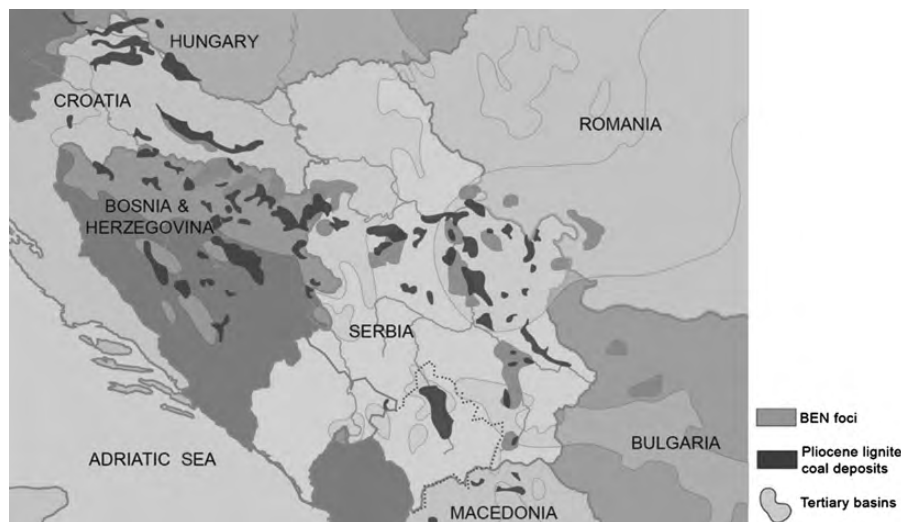 HUNGARY
CROATIA
ROMANIA
BOSNIA &
HERZEGOVINA
SERBIA
BULGARIA
ADRIATIC SEA
MACEDONIA
BEN foci
Pliocene lignite
coal deposits
Tertiary basins